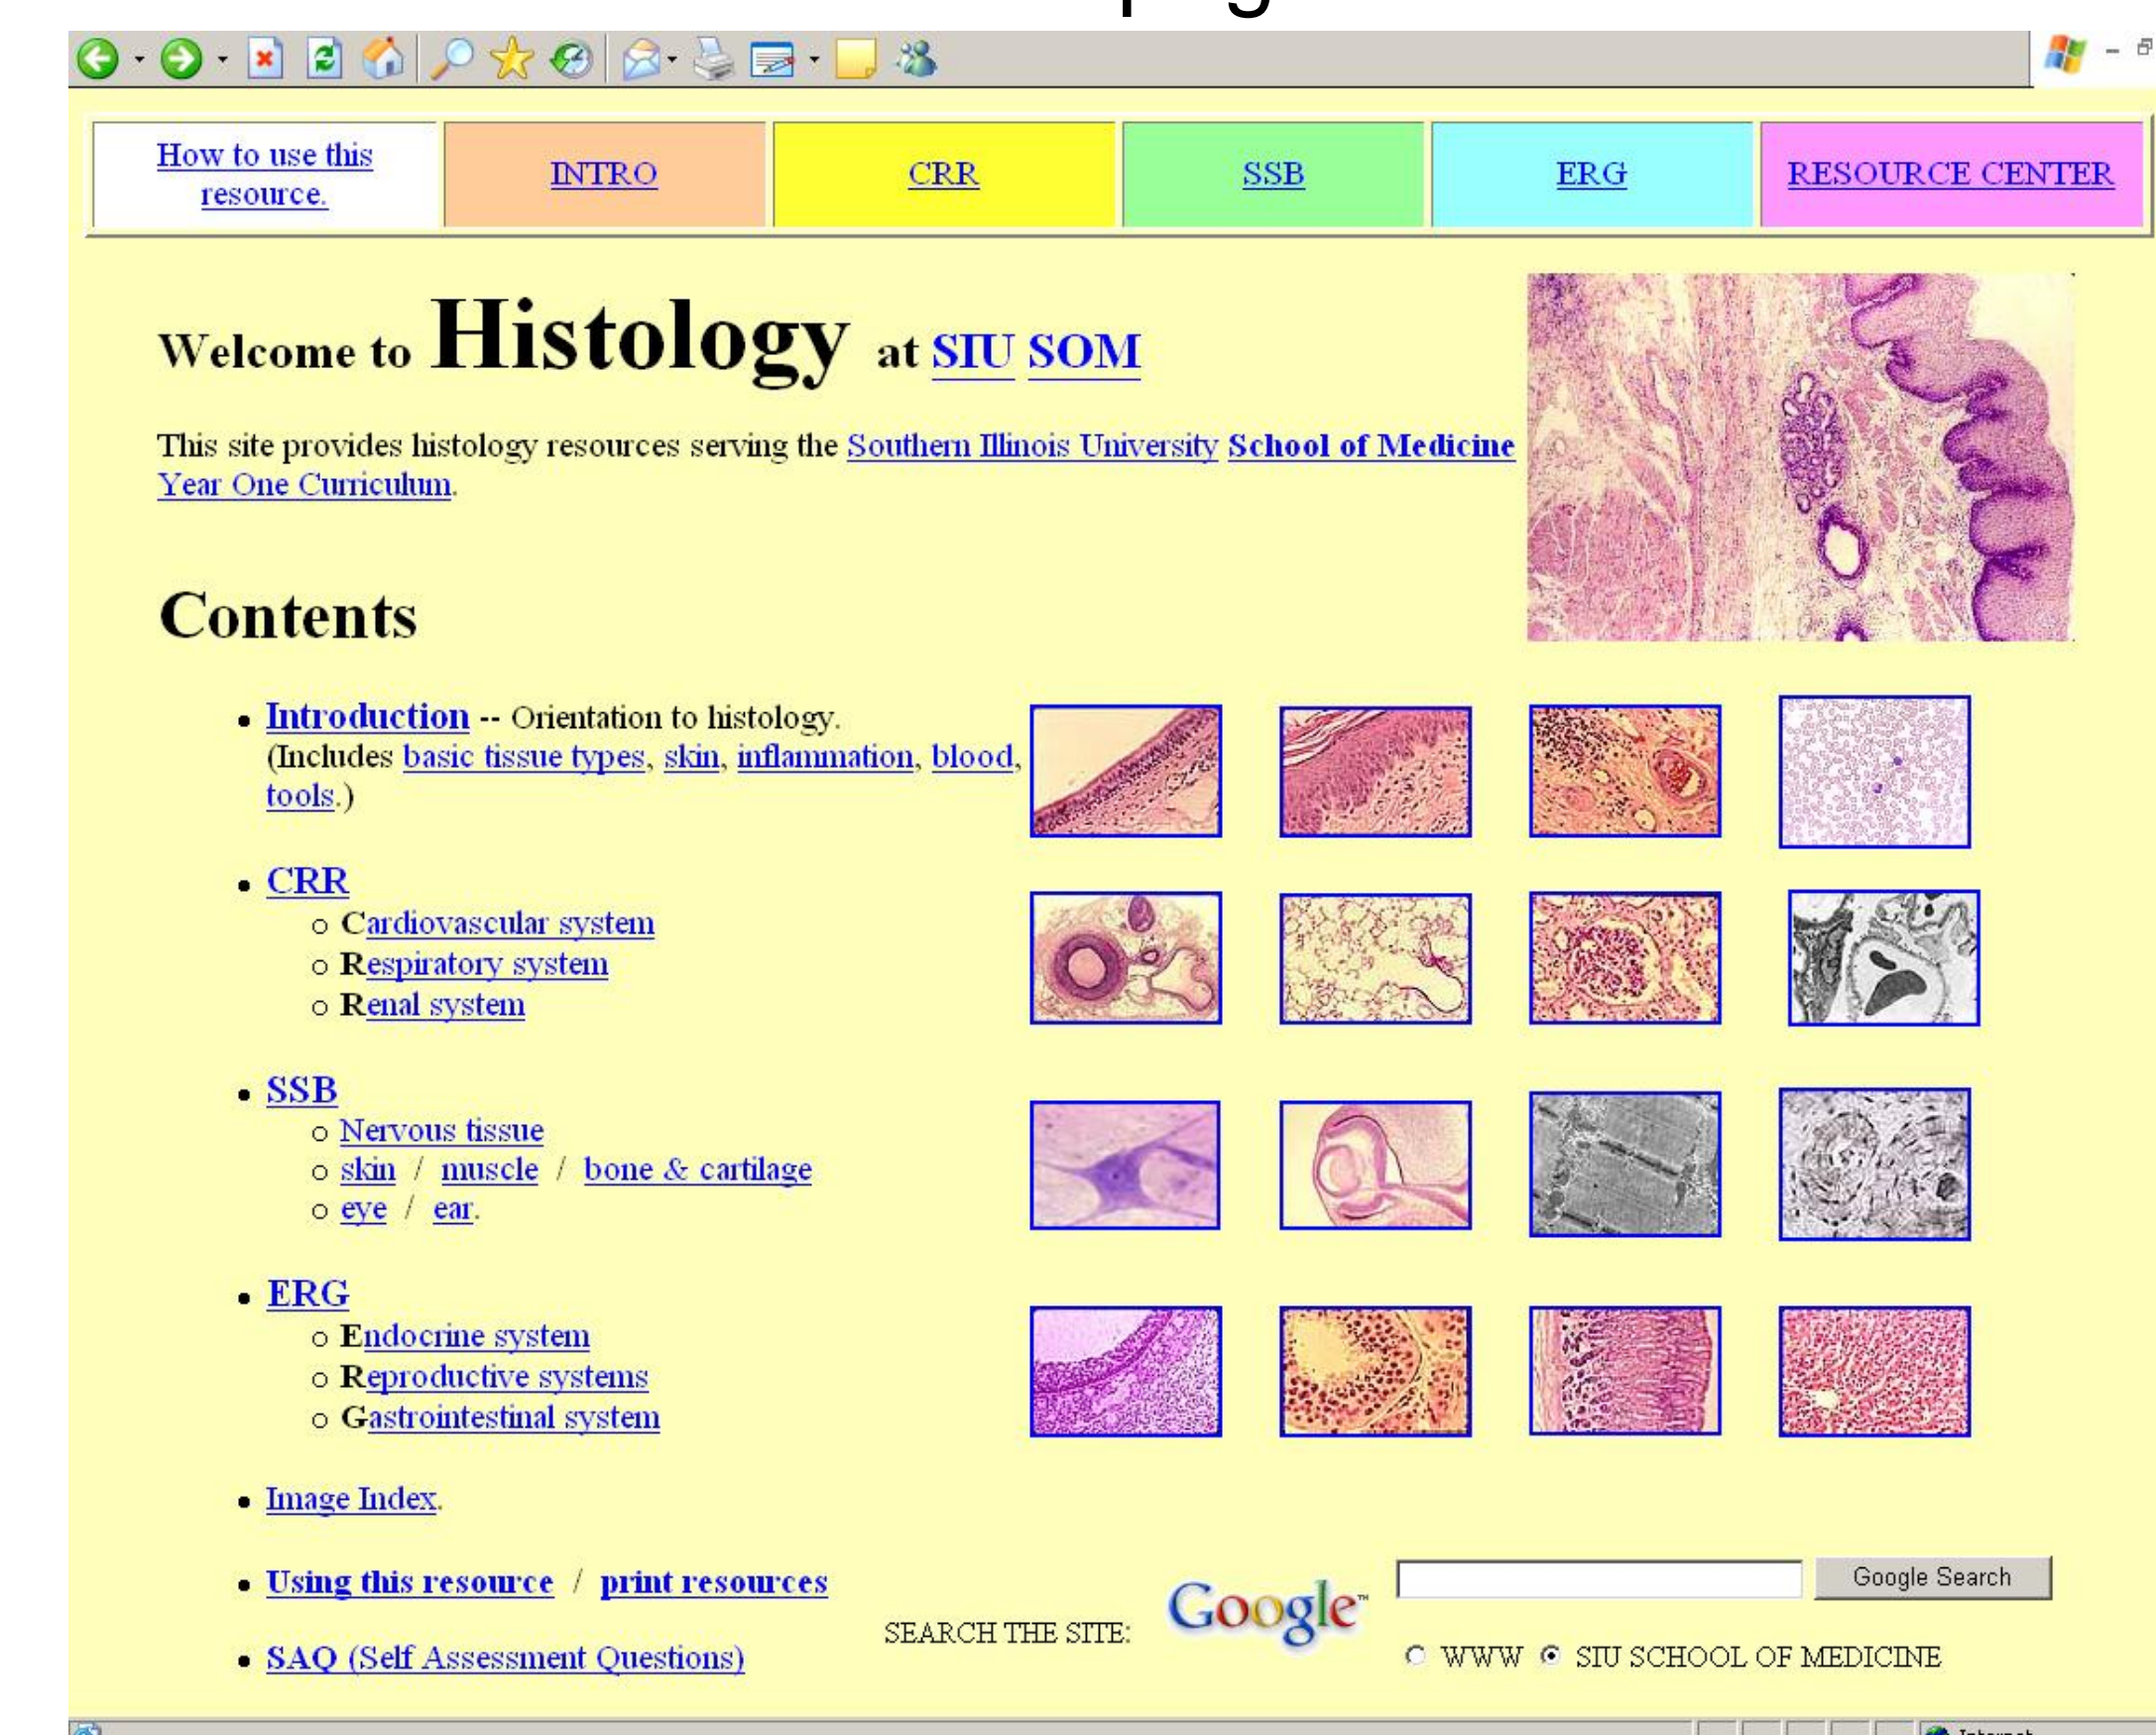 How to use this
resource.
INTRO
CRR
SSB
ERG
RESOURCE CENTER
Welcome to Histology at SIU SOM
This site provides histology resources serving the Southern Illinois University School of Medicine
Year One Curriculum.
Contents
Introduction -- Orientation to histology.
(Includes basic tissue types, skin, inflammation, blood,
tools.)
CRR
Cardiovascular system
Respiratory system
Renal system
SSB
Nervous tissue
skin / muscle / bone & cartilage
eye / ear.
ERG
Endocrine system
Reproductive systems
Gastrointestinal system
Image Index.
Using this resource / print resources
SAQ (Self Assessment Questions)
SEARCH THE SITE:
Google™
Google Search
WWW SIU SCHOOL OF MEDICINE